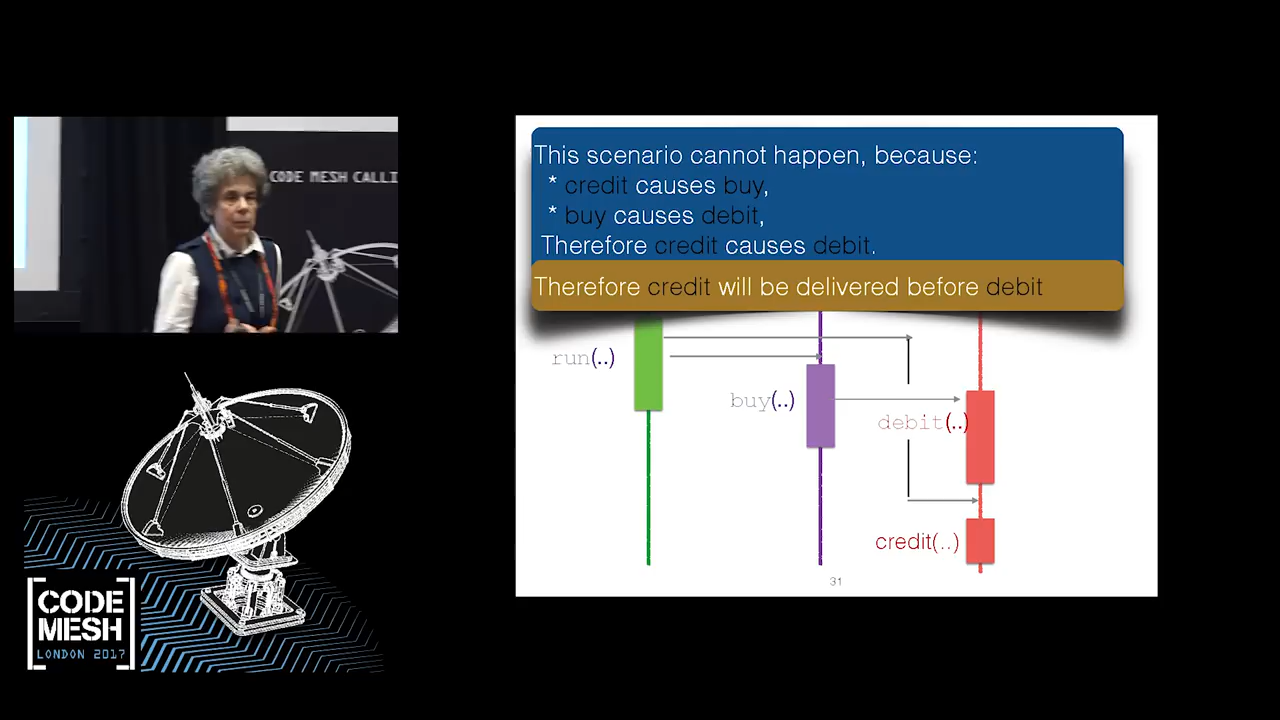 CODE MESH CALLI
This scenario cannot happen, because:
* credit causes buy,
* buy causes debit,
Therefore credit causes debit.
Therefore credit will be delivered before debit
run(..)
buy(..)
debit(..)
credit(..)
31
CODE
MESH
LONDON 2017